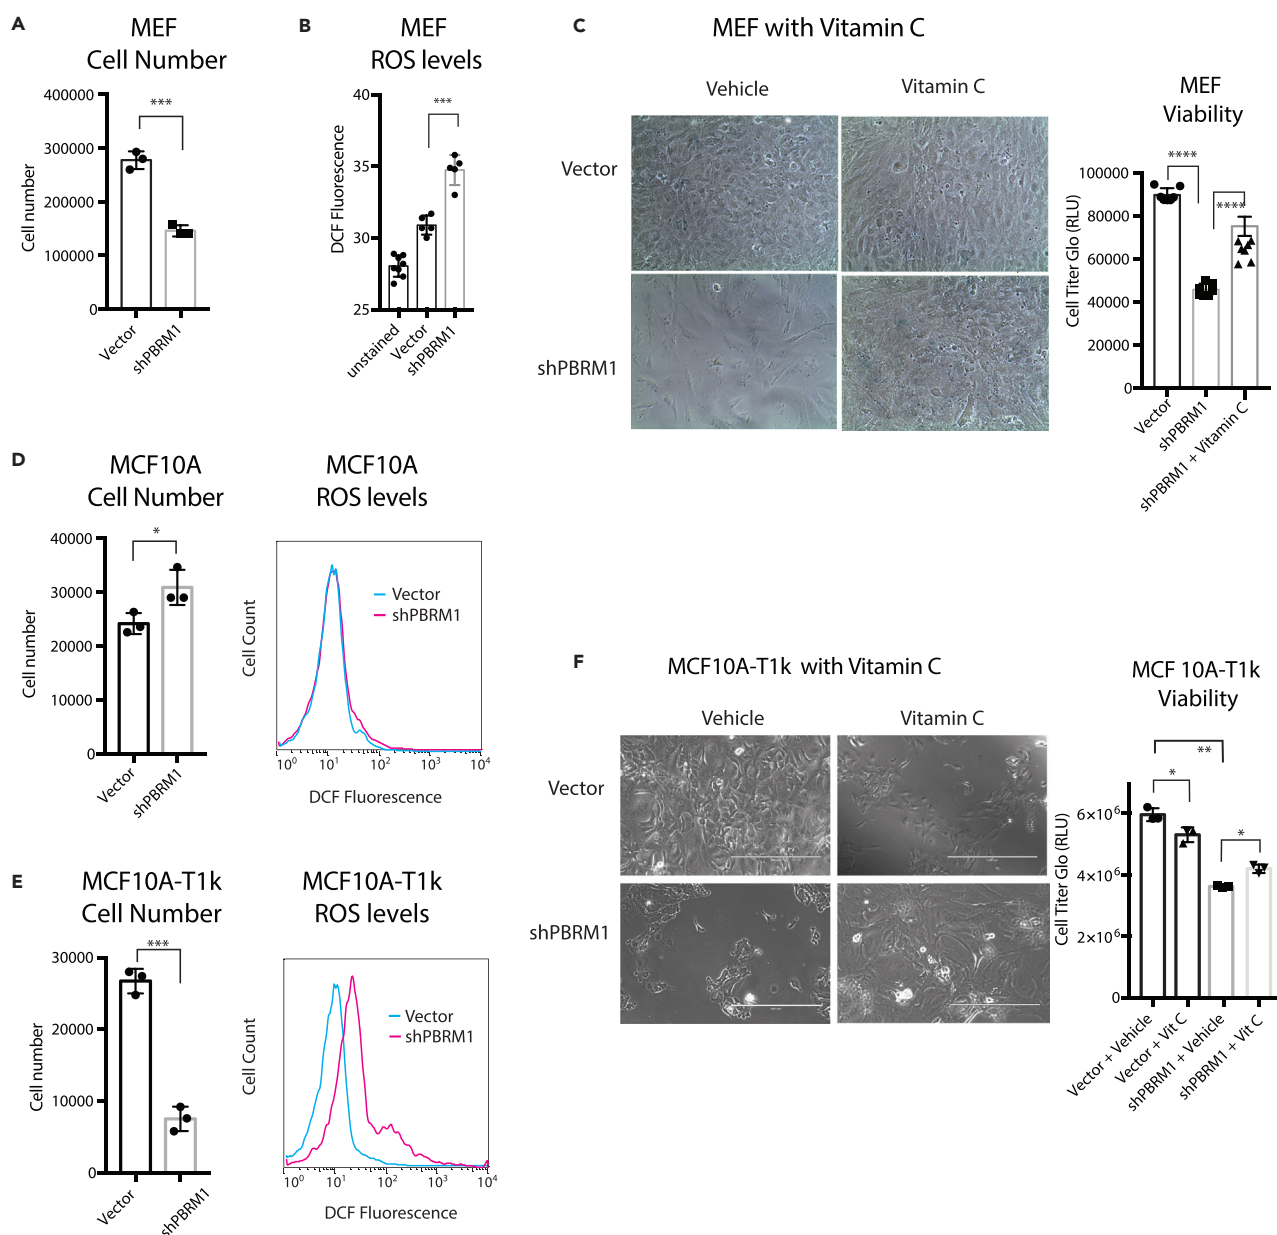 A
MEF
Cell Number
400000
300000
200000
100000
0
Cell number
***
Vector
shPBRM1
B
MEF
ROS levels
40
35
30
25
DCF Fluorescence
***
unstained
Vector
shPBRM1
C
MEF with Vitamin C
Vehicle
Vitamin C
Vector
shPBRM1
MEF
Viability
100000
80000
60000
40000
20000
0
Cell Titer Glo (RLU)
****
****
Vector
shPBRM1
shPBRM1 + Vitamin C
D
MCF10A
Cell Number
40000
30000
20000
10000
0
Cell number
*
Vector
shPBRM1
MCF10A
ROS levels
Cell Count
Vector
shPBRM1
10⁰ 10¹ 10² 10³ 10⁴
DCF Fluorescence
E
MCF10A-T1k
Cell Number
30000
20000
10000
0
Cell number
***
Vector
shPBRM1
MCF10A-T1k
ROS levels
Cell Count
Vector
shPBRM1
10⁰ 10¹ 10² 10³ 10⁴
DCF Fluorescence
F
MCF10A-T1k with Vitamin C
Vehicle
Vitamin C
Vector
shPBRM1
MCF 10A-T1k
Viability
6×10⁶
4×10⁶
2×10⁶
0
Cell Titer Glo (RLU)
**
*
*
Vector + Vehicle
Vector + Vit C
shPBRM1 + Vehicle
shPBRM1 + Vit C